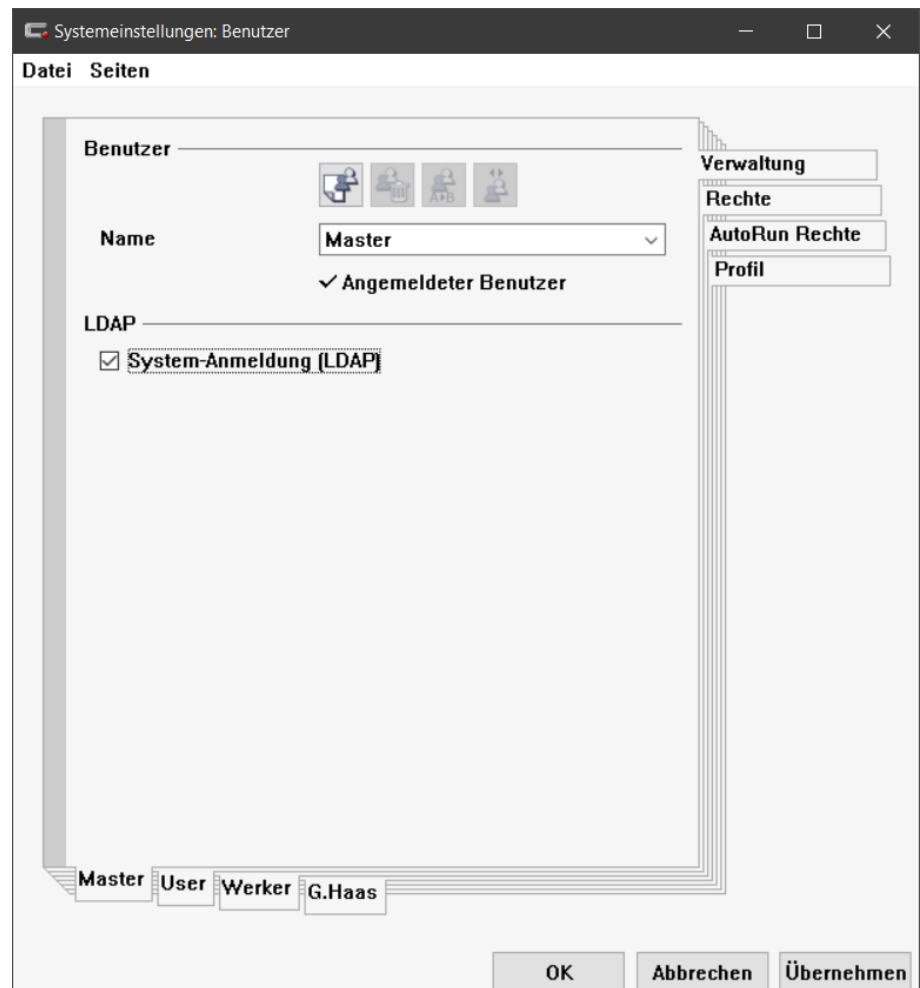 Systemeinstellungen: Benutzer
Datei Seiten
Benutzer
A B
Name Master
Angemeldeter Benutzer
LDAP
System-Anmeldung (LDAP)
Verwaltung
Rechte
AutoRun Rechte
Profil
Master User Werker G.Haas
OK Abbrechen Übernehmen